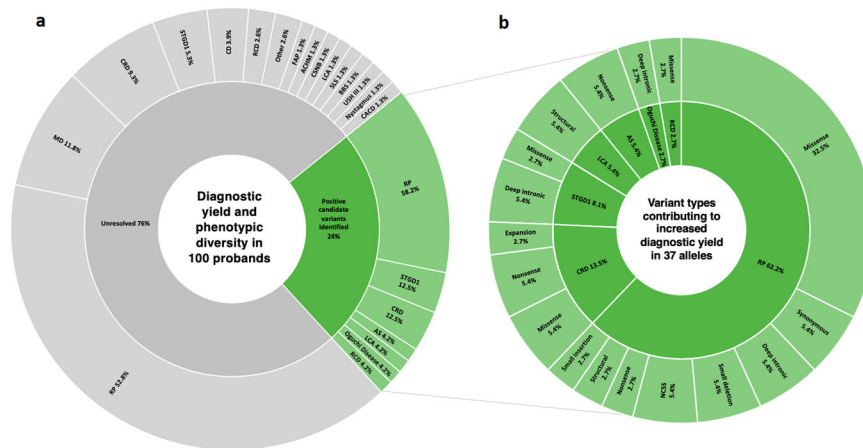 a
Diagnostic
yield and
phenotypic
diversity in
100 probands
Unresolved 76%
Positive
candidate
variants
identified
24%
RP 52.8%
MD 11.8%
CRD 9.3%
STGD1 5.3%
CD 3.9%
RCD 2.6%
Other 2.6%
FAP 1.3%
ACHM 1.3%
CSNB 1.3%
LCA 1.3%
SLS 1.3%
BBS 1.3%
USH III 1.3%
Nystagmus 1.3%
CACD 1.3%
RP
58.2%
STGD1
12.5%
CRD
12.5%
AS 4.2%
LCA 4.2%
Oguchi Disease 4.2%
RCD 4.2%
b
Variant types
contributing to
increased
diagnostic yield
in 37 alleles
RP 62.2%
CRD 13.5%
STGD1 8.1%
LCA 5.4%
AS 5.4%
Oguchi Disease 2.7%
RCD 2.7%
Missense
32.5%
Synonymous
5.4%
Deep intronic
5.4%
Small deletion
5.4%
NCSS
5.4%
Nonsense
2.7%
Structural
2.7%
Small insertion
2.7%
Missense
5.4%
Nonsense
5.4%
Expansion
2.7%
Deep intronic
5.4%
Missense
2.7%
Structural
5.4%
Nonsense
5.4%
Deep intronic
2.7%
Missense
2.7%